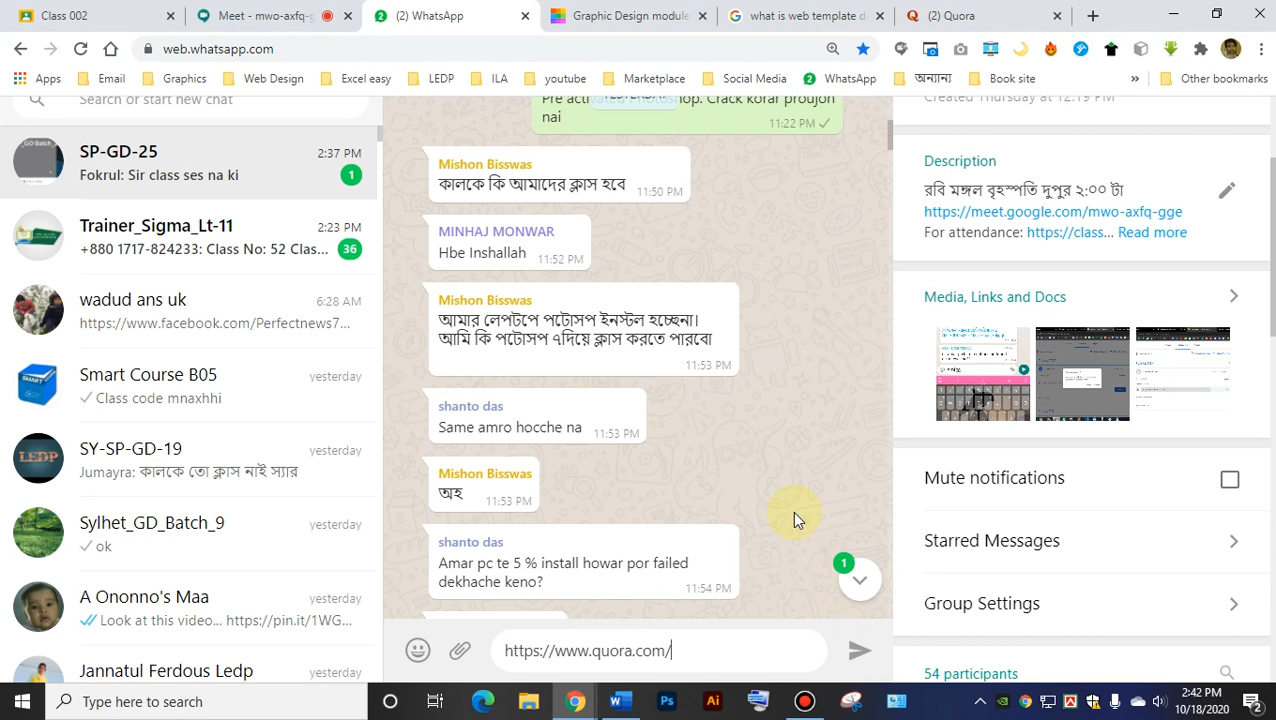 Class 002
Meet - mwo-axfq-g
(2) WhatsApp
Graphic Design module
what is web template d
(2) Quora
web.whatsapp.com
Apps
Email
Graphics
Web Design
Excel easy
LEDP
ILA
youtube
Marketplace
Social Media
WhatsApp
অন্যান্য
Book site
Other bookmarks
Search or start new chat
SP-GD-25
2:37 PM
Fokrul: Sir class ses na ki
1
Trainer_Sigma_Lt-11
2:23 PM
+880 1717-824233: Class No: 52 Clas...
36
wadud ans uk
6:28 AM
https://www.facebook.com/Perfectnews7...
Smart Course B05
yesterday
Class code mnaxhhi
SY-SP-GD-19
yesterday
Jumayra: কালকে তো ক্লাস নাই স্যার
Sylhet_GD_Batch_9
yesterday
ok
A Ononno's Maa
yesterday
Look at this video... https://pin.it/1WG...
Jannatul Ferdous Ledp
yesterday
YESTERDAY
Pre activated Photoshop. Crack korar proujon
nai
11:22 PM
Mishon Bisswas
কালকে কি আমাদের ক্লাস হবে
11:50 PM
MINHAJ MONWAR
Hbe Inshallah
11:52 PM
Mishon Bisswas
আমার লেপটপে পটোসপ ইনস্টল হচ্ছেনা।
আমি কি পটোসপ ৭দিয়ে ক্লাস করতে পারবো
11:53 PM
shanto das
Same amro hocche na
11:53 PM
Mishon Bisswas
অহ
11:53 PM
shanto das
Amar pc te 5 % install howar por failed
dekhache keno?
11:54 PM
1
https://www.quora.com/
Created Thursday at 12:19 PM
Description
রবি মঙ্গল বৃহস্পতি দুপুর ২:০০ টা
https://meet.google.com/mwo-axfq-gge
For attendance: https://class... Read more
Media, Links and Docs
Mute notifications
Starred Messages
Group Settings
54 participants
Type here to search
2:42 PM
10/18/2020